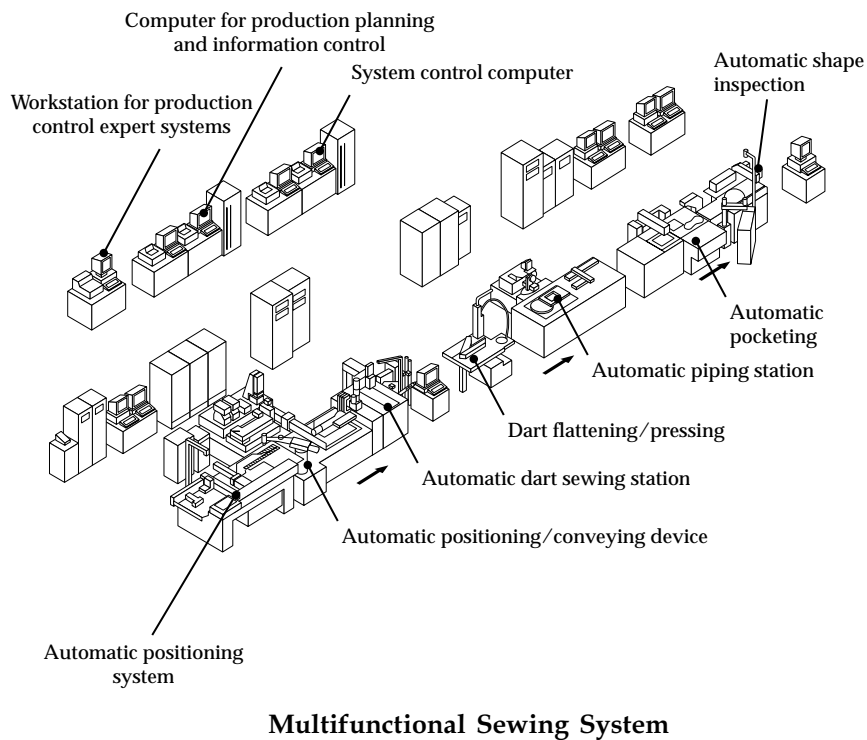 Computer for production planning
and information control
System control computer
Workstation for production
control expert systems
Automatic shape
inspection
Automatic
pocketing
Automatic piping station
Dart flattening/pressing
Automatic dart sewing station
Automatic positioning/conveying device
Automatic positioning
system
Multifunctional Sewing System